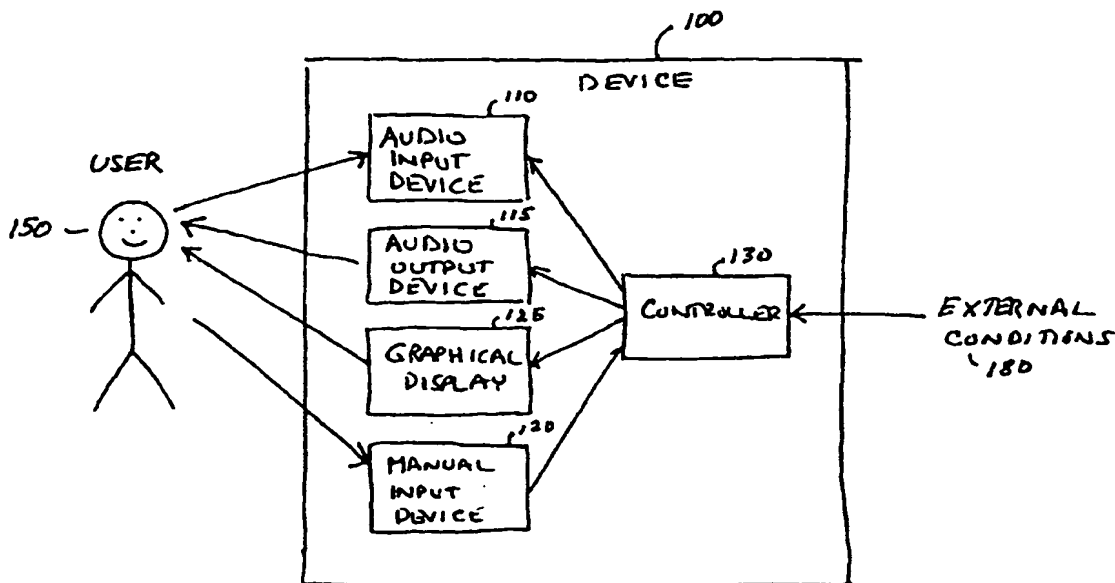 100
DEVICE
110
AUDIO
INPUT
DEVICE
USER
150
115
AUDIO
OUTPUT
DEVICE
130
CONTROLLER
EXTERNAL
CONDITIONS
180
125
GRAPHICAL
DISPLAY
120
MANUAL
INPUT
DEVICE